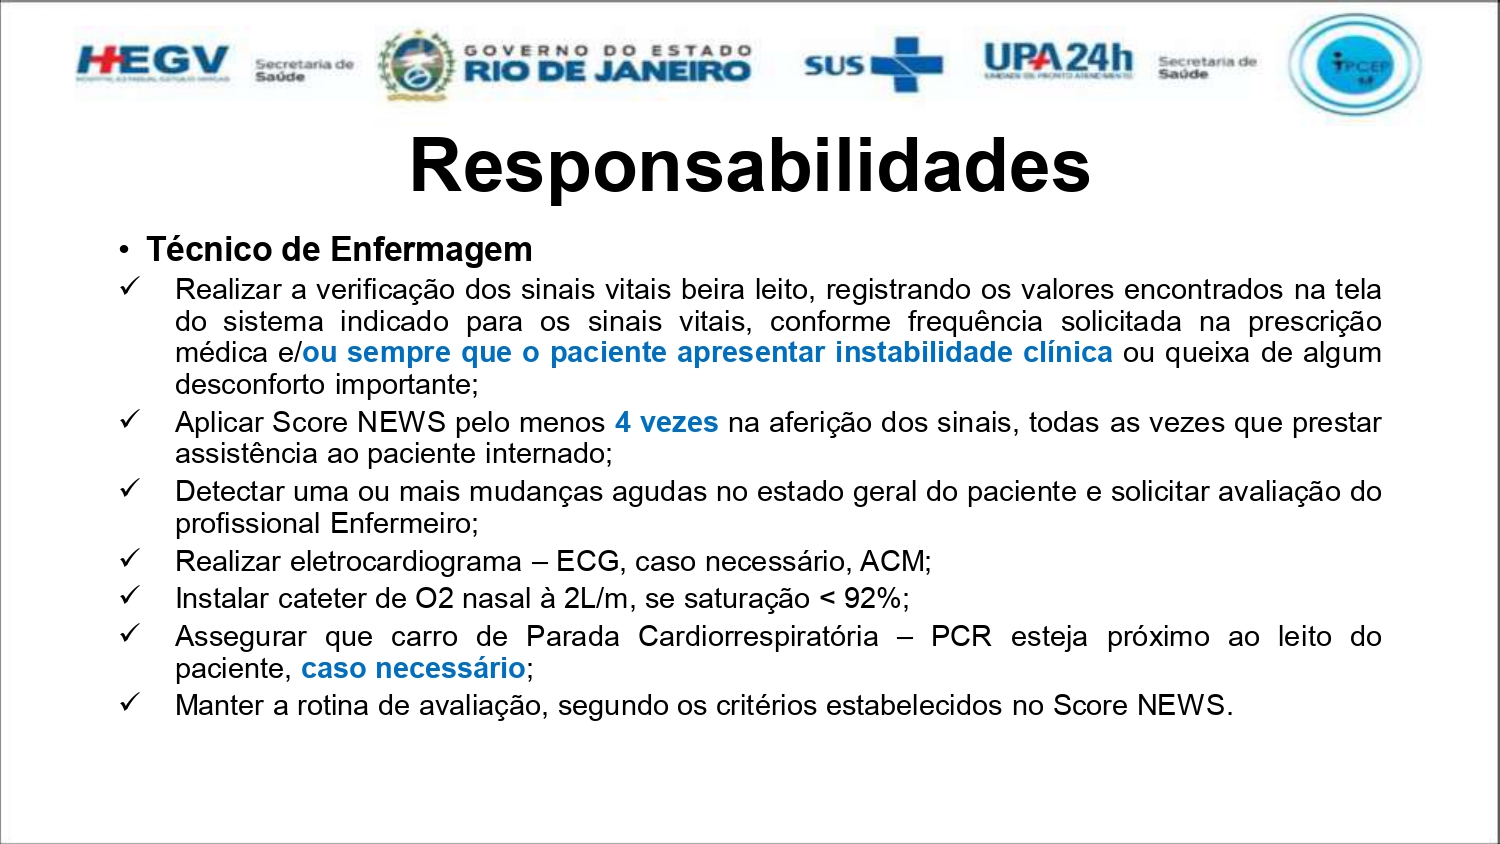 HEGV
Secretaria de
Saúde
GOVERNO DO ESTADO
RIO DE JANEIRO
SUS
UPA24h
UNIDADE DE PRONTO ATENDIMENTO
Secretaria de
Saúde
IPCEP
Responsabilidades
• Técnico de Enfermagem
✓ Realizar a verificação dos sinais vitais beira leito, registrando os valores encontrados na tela
do sistema indicado para os sinais vitais, conforme frequência solicitada na prescrição
médica e/ou sempre que o paciente apresentar instabilidade clínica ou queixa de algum
desconforto importante;
✓ Aplicar Score NEWS pelo menos 4 vezes na aferição dos sinais, todas as vezes que prestar
assistência ao paciente internado;
✓ Detectar uma ou mais mudanças agudas no estado geral do paciente e solicitar avaliação do
profissional Enfermeiro;
✓ Realizar eletrocardiograma – ECG, caso necessário, ACM;
✓ Instalar cateter de O2 nasal à 2L/m, se saturação < 92%;
✓ Assegurar que carro de Parada Cardiorrespiratória – PCR esteja próximo ao leito do
paciente, caso necessário;
✓ Manter a rotina de avaliação, segundo os critérios estabelecidos no Score NEWS.